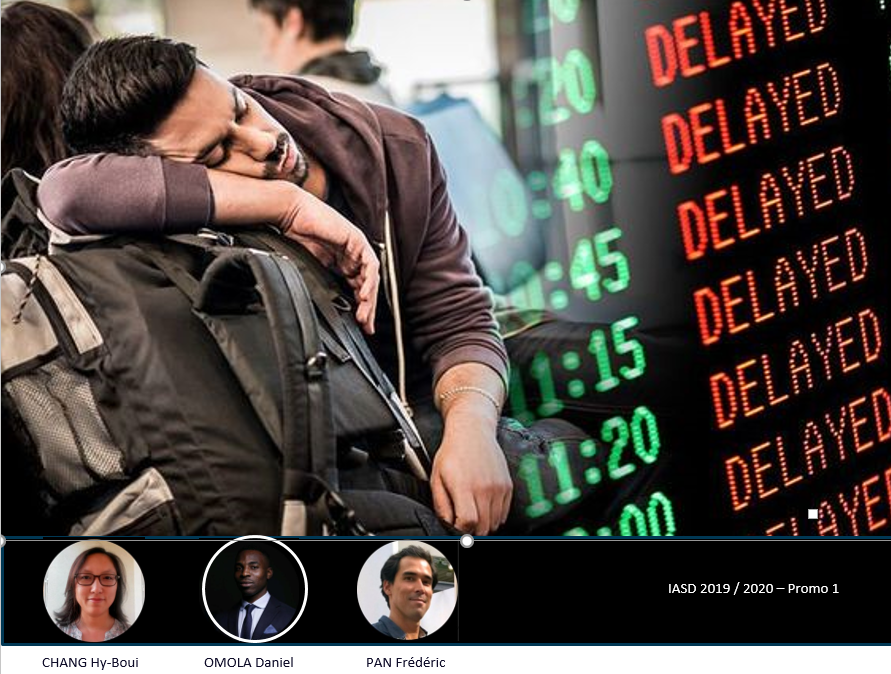 DELAYED
:20 DELAYED
:40 DELAYED
:45 DELAYED
11:15 DELAYED
11:20 DELAYED
:00 DELAYED
IASD 2019 / 2020 – Promo 1
CHANG Hy-Boui OMOLA Daniel PAN Frédéric